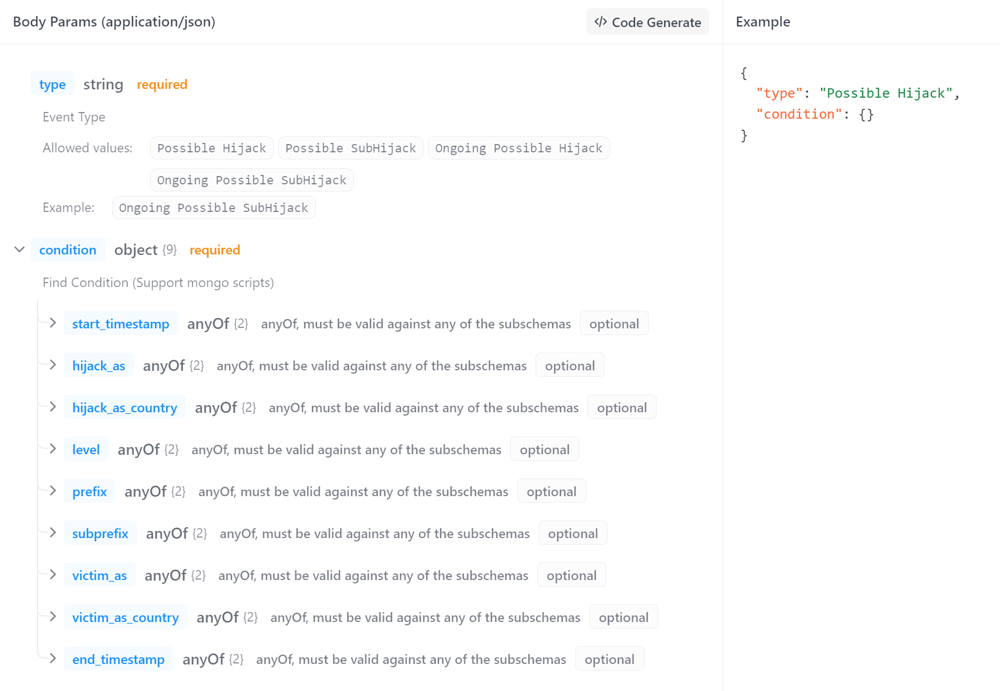 Body Params (application/json)
</> Code Generate
type string required
Event Type
Allowed values: Possible Hijack Possible SubHijack Ongoing Possible Hijack
Ongoing Possible SubHijack
Example: Ongoing Possible SubHijack
condition object {9} required
Find Condition (Support mongo scripts)
start_timestamp anyOf {2} anyOf, must be valid against any of the subschemas optional
hijack_as anyOf {2} anyOf, must be valid against any of the subschemas optional
hijack_as_country anyOf {2} anyOf, must be valid against any of the subschemas optional
level anyOf {2} anyOf, must be valid against any of the subschemas optional
prefix anyOf {2} anyOf, must be valid against any of the subschemas optional
subprefix anyOf {2} anyOf, must be valid against any of the subschemas optional
victim_as anyOf {2} anyOf, must be valid against any of the subschemas optional
victim_as_country anyOf {2} anyOf, must be valid against any of the subschemas optional
end_timestamp anyOf {2} anyOf, must be valid against any of the subschemas optional
Example
{
"type": "Possible Hijack",
"condition": {}
}